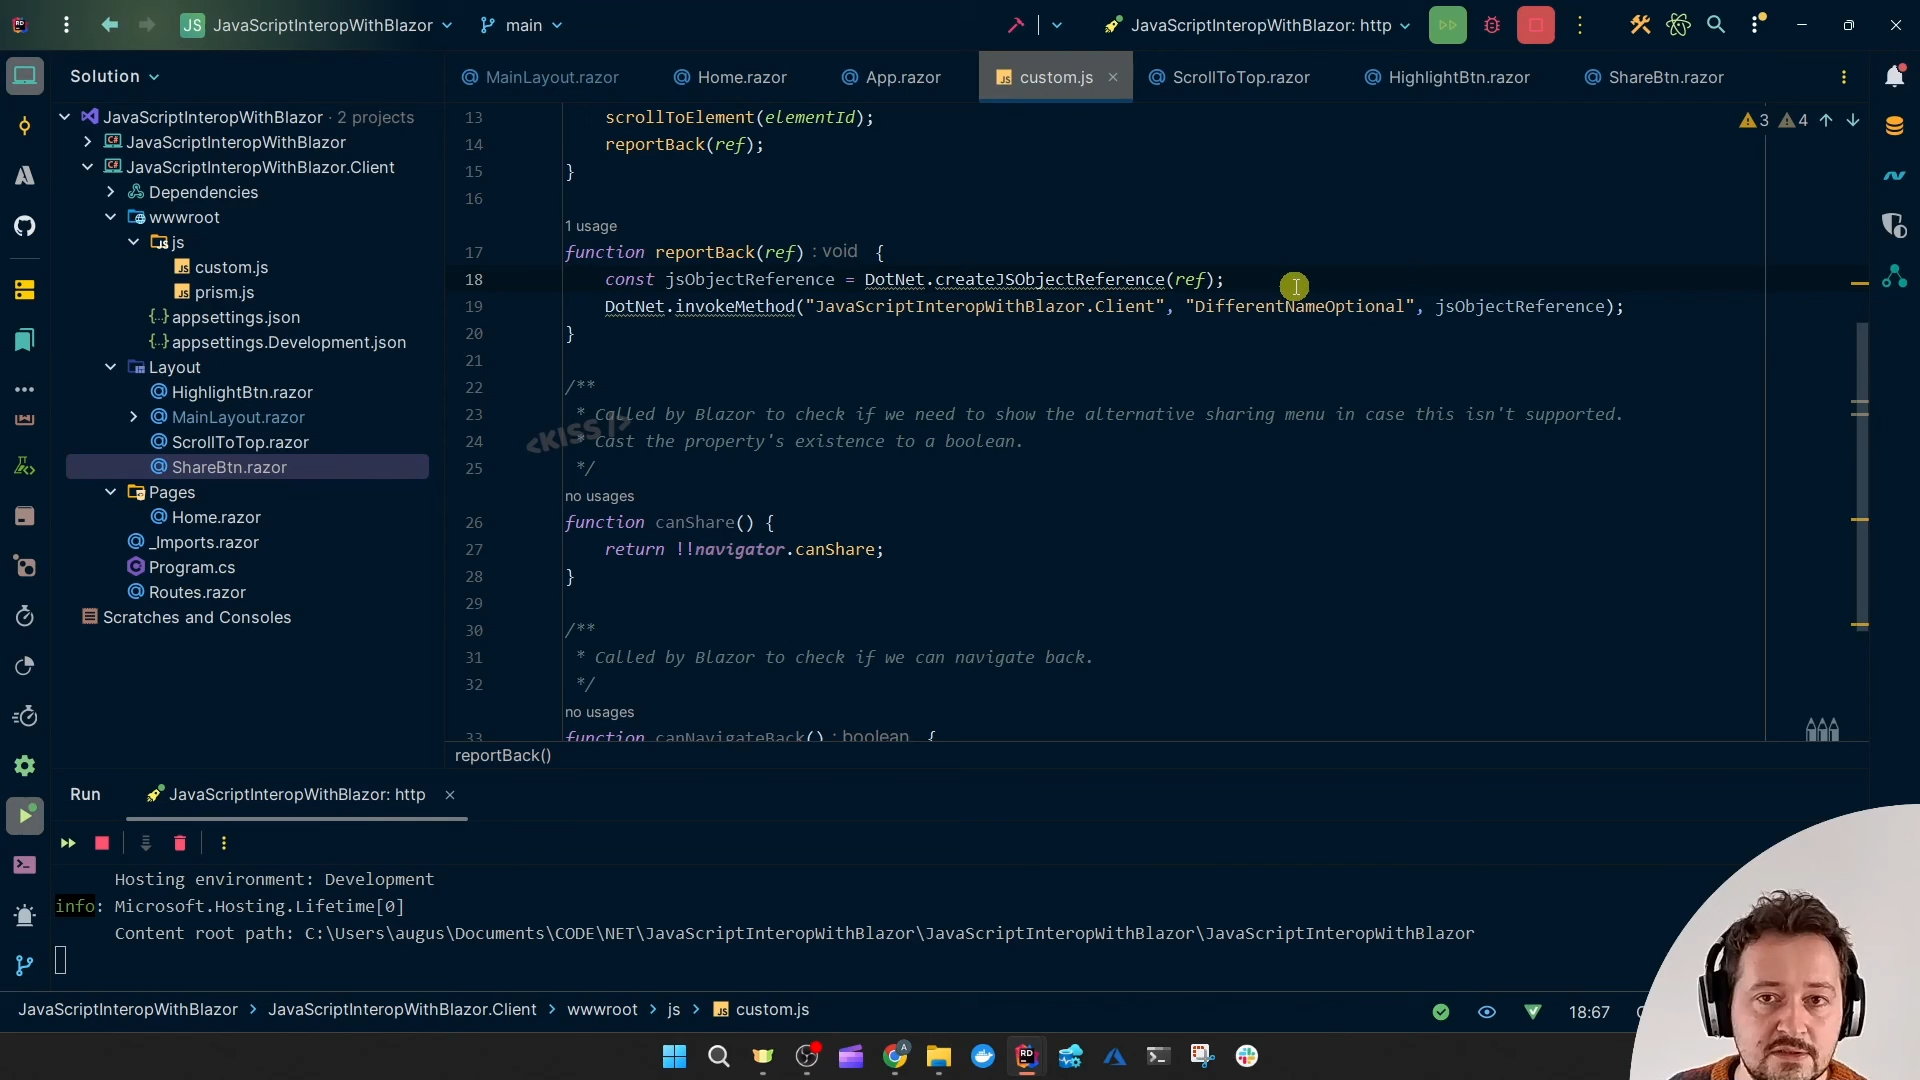 JS JavaScriptInteropWithBlazor
main
JavaScriptInteropWithBlazor: http
Solution
MainLayout.razor
Home.razor
App.razor
custom.js
ScrollToTop.razor
HighlightBtn.razor
ShareBtn.razor
JavaScriptInteropWithBlazor · 2 projects
JavaScriptInteropWithBlazor
JavaScriptInteropWithBlazor.Client
Dependencies
wwwroot
js
custom.js
prism.js
appsettings.json
appsettings.Development.json
Layout
HighlightBtn.razor
MainLayout.razor
ScrollToTop.razor
ShareBtn.razor
Pages
Home.razor
_Imports.razor
Program.cs
Routes.razor
Scratches and Consoles
3 4
13 scrollToElement(elementId);
14 reportBack(ref);
15 }
16
1 usage
17 function reportBack(ref) : void {
18 const jsObjectReference = DotNet.createJSObjectReference(ref);
19 DotNet.invokeMethod("JavaScriptInteropWithBlazor.Client", "DifferentNameOptional", jsObjectReference);
20 }
21
22 /**
23 * Called by Blazor to check if we need to show the alternative sharing menu in case this isn't supported.
24 * Cast the property's existence to a boolean.
25 */
<KISS />
no usages
26 function canShare() {
27 return !!navigator.canShare;
28 }
29
30 /**
31 * Called by Blazor to check if we can navigate back.
32 */
no usages
33 function canNavigateBack() : boolean {
reportBack()
Run
JavaScriptInteropWithBlazor: http
Hosting environment: Development
info: Microsoft.Hosting.Lifetime[0]
Content root path: C:\Users\augus\Documents\CODE\NET\JavaScriptInteropWithBlazor\JavaScriptInteropWithBlazor\JavaScriptInteropWithBlazor
JavaScriptInteropWithBlazor > JavaScriptInteropWithBlazor.Client > wwwroot > js > custom.js
18:67